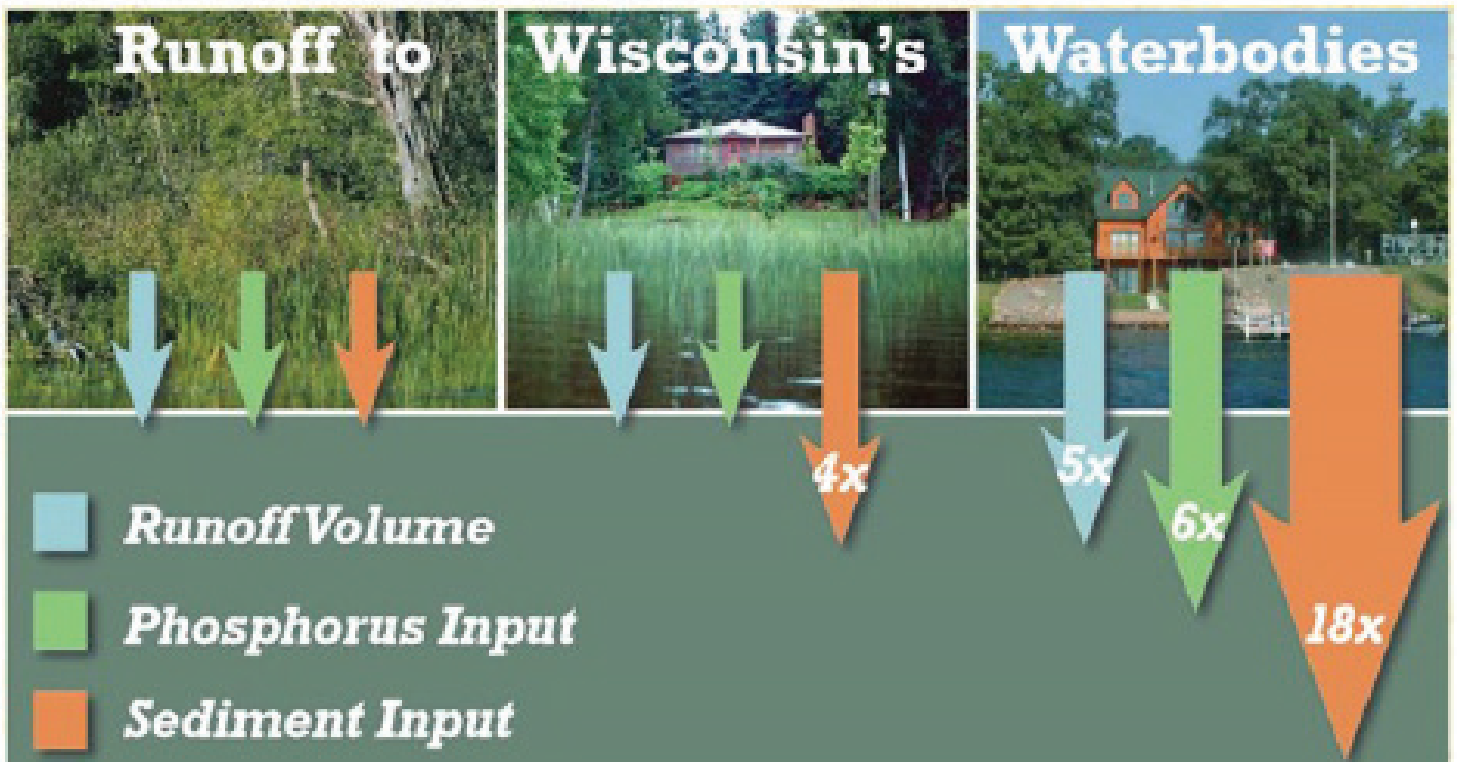 Runoff to Wisconsin's Waterbodies
4x
5x
6x
18x
Runoff Volume
Phosphorus Input
Sediment Input